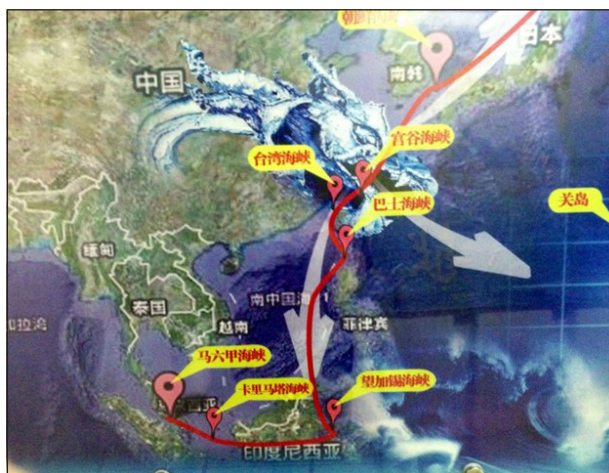 日本
南韩
中国
宫谷海峡
台湾海峡
巴士海峡
关岛
缅甸
泰国
南中国海
越南
菲律宾
马六甲海峡
卡里马塔海峡
望加锡海峡
印度尼西亚